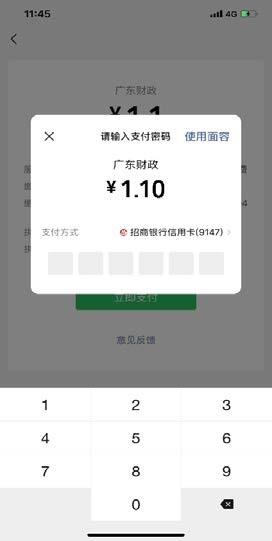 11:45
4G
广东财政
¥1.1
请输入支付密码
使用面容
广东财政
¥1.10
支付方式
招商银行信用卡(9147)
立即支付
意见反馈
1
2
3
4
5
6
7
8
9
0